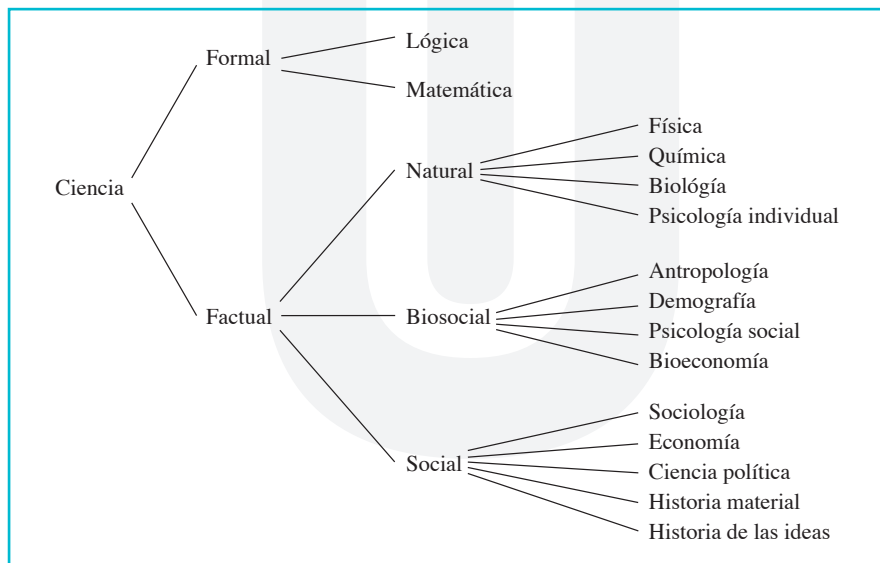 Ciencia
Formal
Lógica
Matemática
Factual
Natural
Física
Química
Biológía
Psicología individual
Biosocial
Antropología
Demografía
Psicología social
Bioeconomía
Social
Sociología
Economía
Ciencia política
Historia material
Historia de las ideas